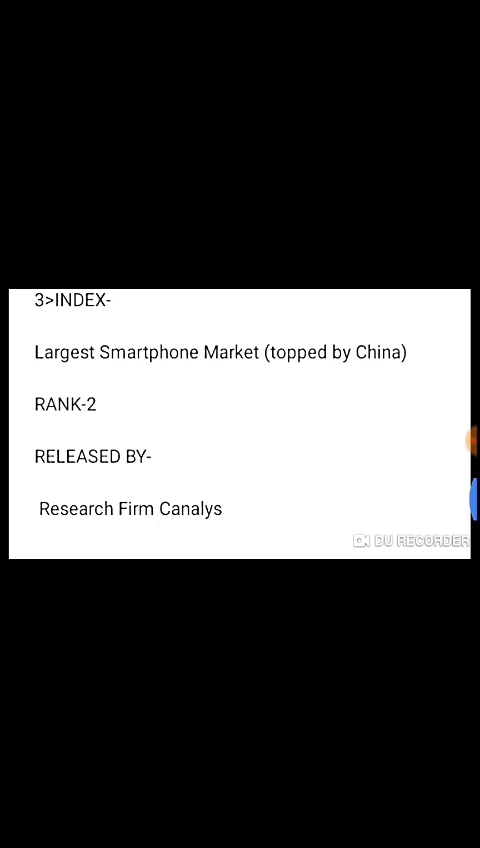 3>INDEX-
Largest Smartphone Market (topped by China)
RANK-2
RELEASED BY-
Research Firm Canalys
DU RECORDER